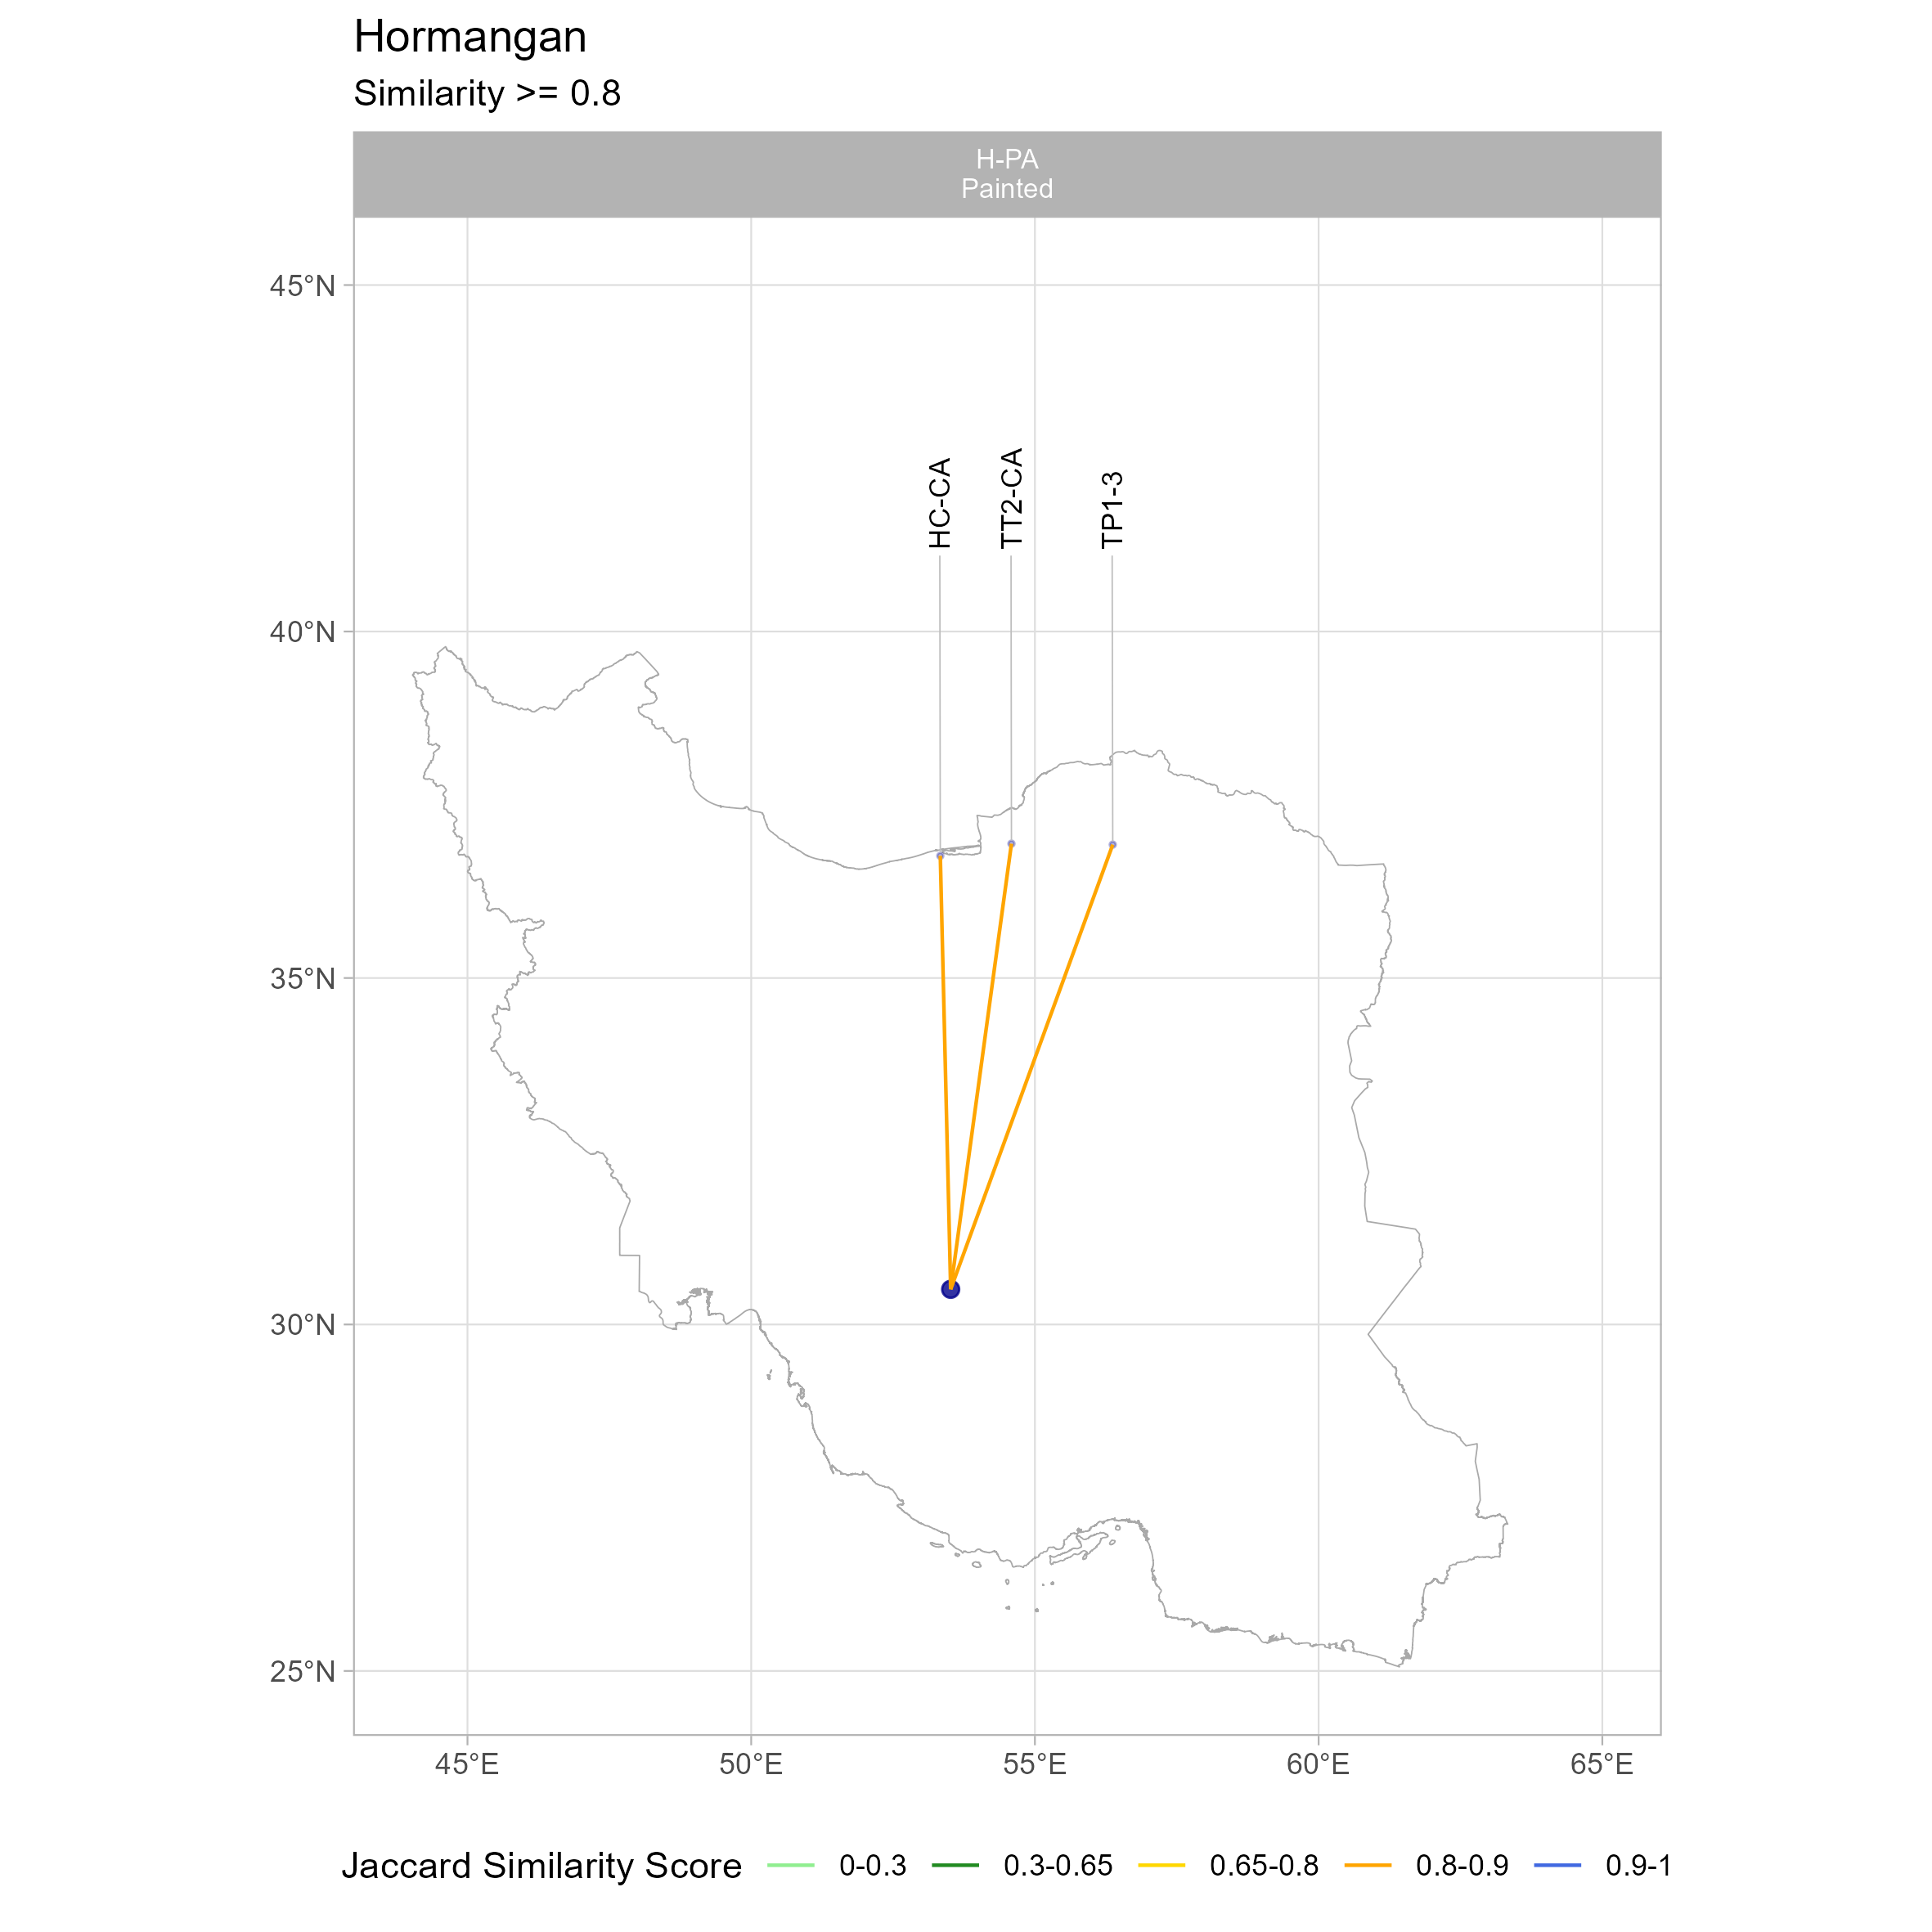 Hormangan
Similarity >= 0.8
H-PA
Painted
HC-CA
TT2-CA
TP1-3
45°N
40°N
35°N
30°N
25°N
45°E
50°E
55°E
60°E
65°E
Jaccard Similarity Score
0-0.3
0.3-0.65
0.65-0.8
0.8-0.9
0.9-1